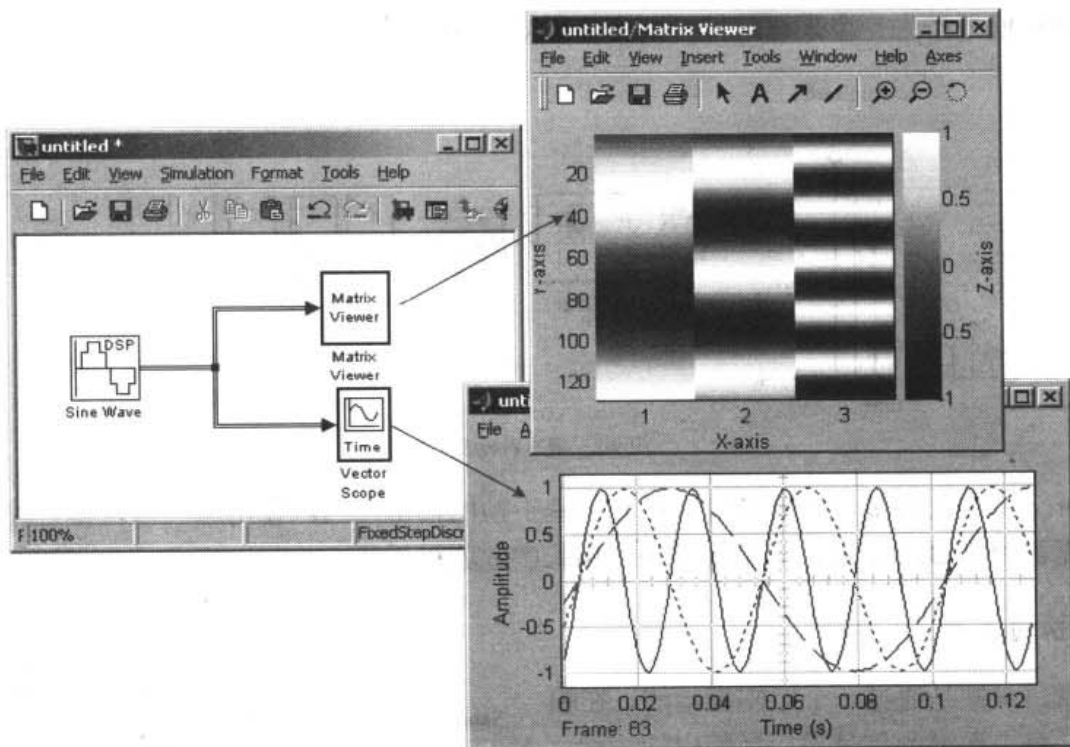 untitled/Matrix Viewer
File Edit View Insert Tools Window Help Axes
A
20
40
60
80
100
120
Y-axis
1 2 3
X-axis
1
0.5
0
0.5
1
Z-axis
untitled *
File Edit View Simulation Format Tools Help
DSP
Sine Wave
Matrix
Viewer
Matrix
Viewer
Time
Vector
Scope
100%
FixedStepDiscr
File A
1
0.5
0
-0.5
-1
Amplitude
0 0.02 0.04 0.06 0.08 0.1 0.12
Frame: 83 Time (s)